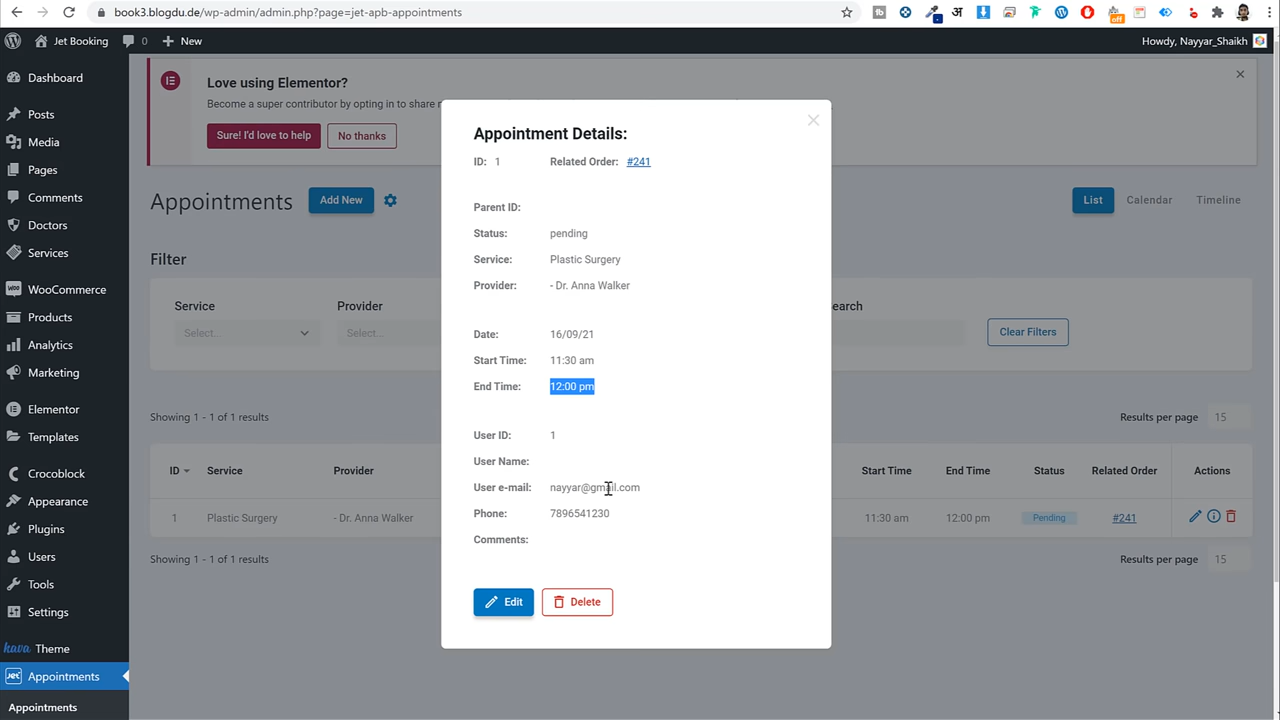 book3.blogdu.de/wp-admin/admin.php?page=jet-apb-appointments
Jet Booking 0 New
Howdy, Nayyar_Shaikh
Dashboard
Posts
Media
Pages
Comments
Doctors
Services
WooCommerce
Products
Analytics
Marketing
Elementor
Templates
Crocoblock
Appearance
Plugins
Users
Tools
Settings
kava Theme
Jet Appointments
Appointments
Love using Elementor?
Become a super contributor by opting in to share
Sure! I'd love to help No thanks
Appointments Add New
List Calendar Timeline
Filter
Service Provider
Select... Select...
Clear Filters
Showing 1 - 1 of 1 results Results per page 15
ID Service Provider Start Time End Time Status Related Order Actions
1 Plastic Surgery - Dr. Anna Walker 11:30 am 12:00 pm Pending #241
Showing 1 - 1 of 1 results Results per page 15
Appointment Details:
ID: 1 Related Order: #241
Parent ID:
Status: pending
Service: Plastic Surgery
Provider: - Dr. Anna Walker
Date: 16/09/21
Start Time: 11:30 am
End Time: 12:00 pm
User ID: 1
User Name:
User e-mail: nayyar@gmail.com
Phone: 7896541230
Comments:
Edit Delete